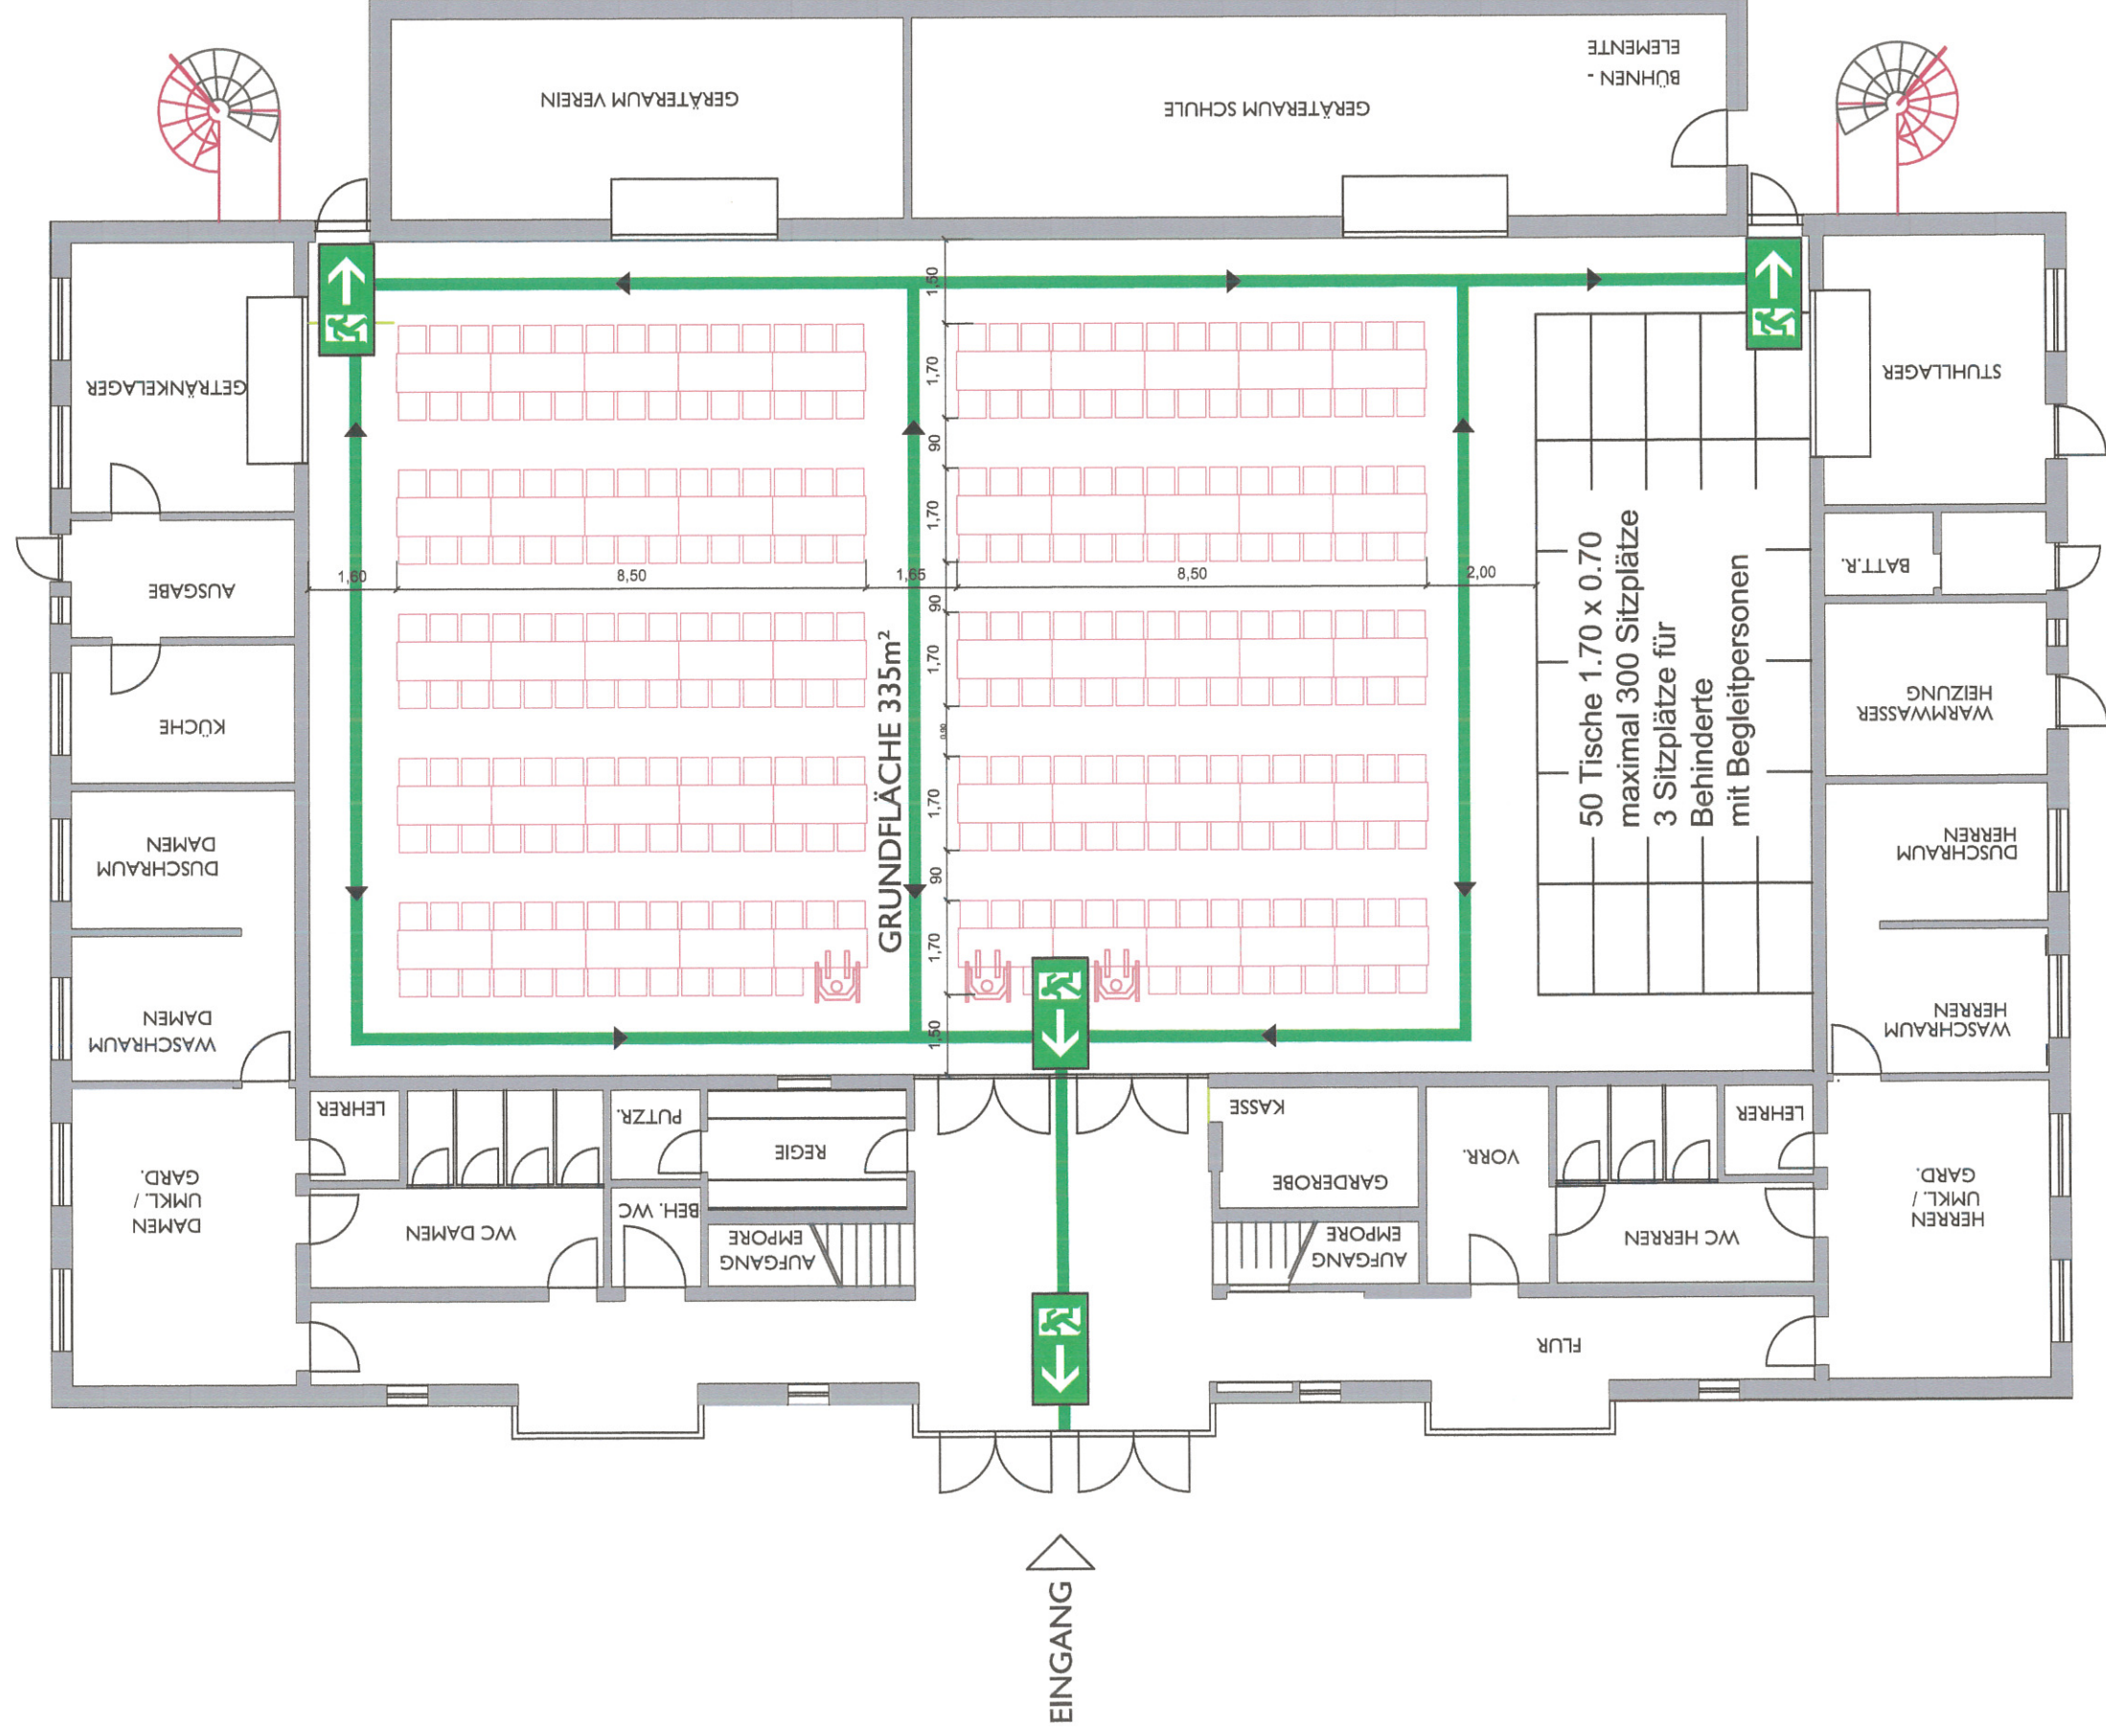 BÜHNEN -
ELEMENTE
GERÄTERAUM VEREIN
GERÄTERAUM SCHULE
1,50
GETRÄNKELAGER
1,70
STUHLLAGER
90
1,70
AUSGABE
1,60
8,50
1,65
8,50
2,00
BATT.R.
90
50 Tische 1.70 x 0.70
maximal 300 Sitzplätze
3 Sitzplätze für
Behinderte
mit Begleitpersonen
GRUNDFLÄCHE 335m²
1,70
KÜCHE
0.90
WARMWASSER
HEIZUNG
1,70
DUSCHRAUM
DAMEN
DUSCHRAUM
HERREN
90
1,70
WASCHRAUM
DAMEN
WASCHRAUM
HERREN
1,50
LEHRER
PUTZR.
REGIE
KASSE
GARDEROBE
VORR.
LEHRER
DAMEN
UMKL. /
GARD.
WC DAMEN
BEH. WC
AUFGANG
EMPORE
AUFGANG
EMPORE
WC HERREN
HERREN
UMKL. /
GARD.
FLUR
EINGANG